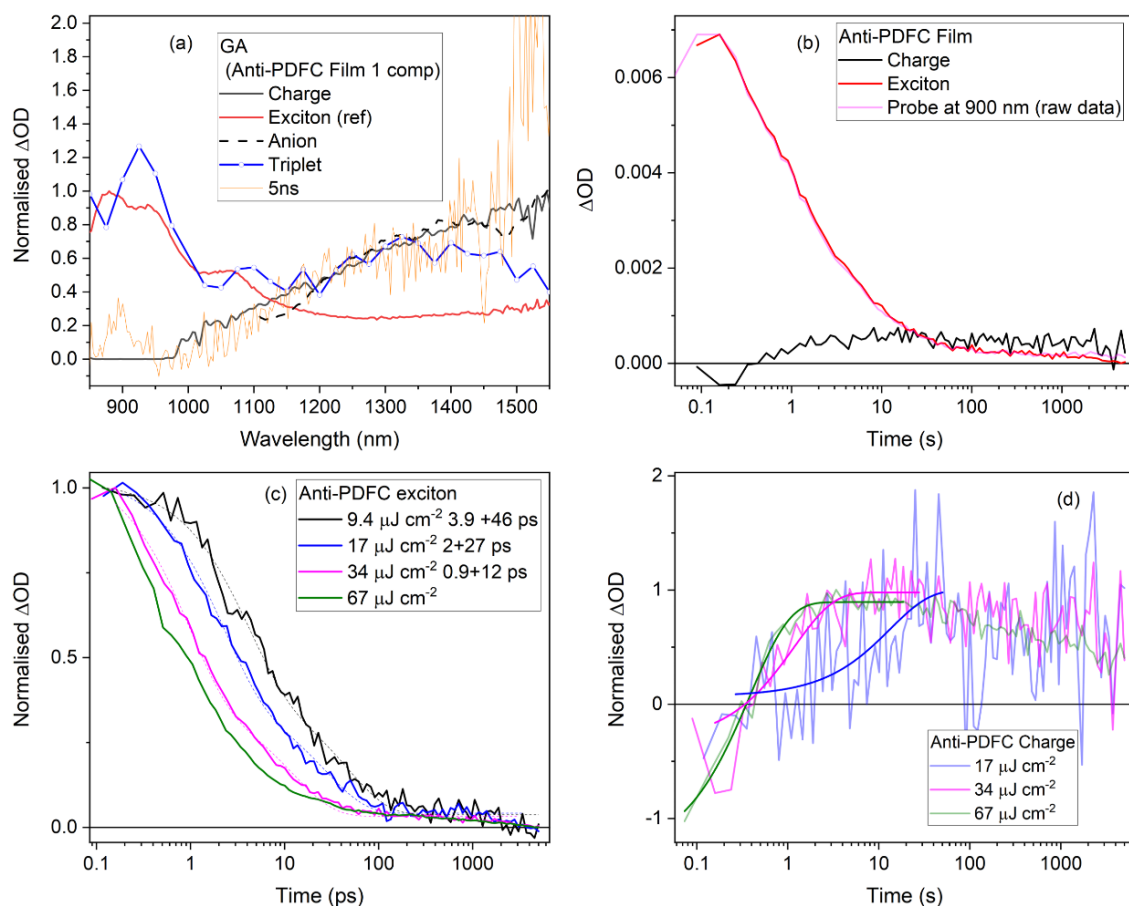 (a)
GA
(Anti-PDFC Film 1 comp)
Charge
Exciton (ref)
Anion
Triplet
5ns
Normalised ΔOD
2.0
1.8
1.6
1.4
1.2
1.0
0.8
0.6
0.4
0.2
0.0
900 1000 1100 1200 1300 1400 1500
Wavelength (nm)
(b)
Anti-PDFC Film
Charge
Exciton
Probe at 900 nm (raw data)
ΔOD
0.006
0.004
0.002
0.000
0.1 1 10 100 1000
Time (s)
(c)
Anti-PDFC exciton
9.4 μJ cm-2 3.9 +46 ps
17 μJ cm-2 2+27 ps
34 μJ cm-2 0.9+12 ps
67 μJ cm-2
Normalised ΔOD
1.0
0.5
0.0
0.1 1 10 100 1000
Time (ps)
(d)
Normalised ΔOD
2
1
0
-1
Anti-PDFC Charge
17 μJ cm-2
34 μJ cm-2
67 μJ cm-2
0.1 1 10 100 1000
Time (s)